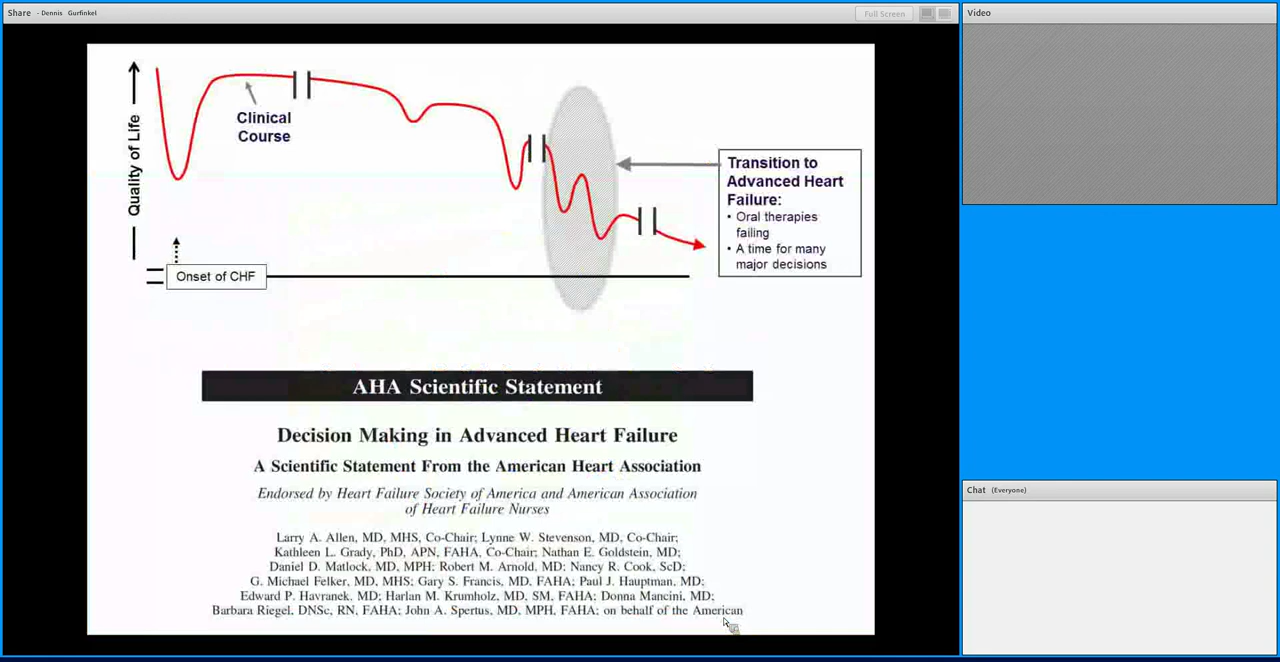 Share - Dennis Gurfinkel
Full Screen
Video
Quality of Life
Clinical
Course
Transition to
Advanced Heart
Failure:
• Oral therapies
failing
• A time for many
major decisions
Onset of CHF
AHA Scientific Statement
Decision Making in Advanced Heart Failure
A Scientific Statement From the American Heart Association
Endorsed by Heart Failure Society of America and American Association
of Heart Failure Nurses
Larry A. Allen, MD, MHS, Co-Chair; Lynne W. Stevenson, MD, Co-Chair;
Kathleen L. Grady, PhD, APN, FAHA, Co-Chair; Nathan E. Goldstein, MD;
Daniel D. Matlock, MD, MPH; Robert M. Arnold, MD; Nancy R. Cook, ScD;
G. Michael Felker, MD, MHS; Gary S. Francis, MD, FAHA; Paul J. Hauptman, MD;
Edward P. Havranek, MD; Harlan M. Krumholz, MD, SM, FAHA; Donna Mancini, MD;
Barbara Riegel, DNSc, RN, FAHA; John A. Spertus, MD, MPH, FAHA; on behalf of the American
Chat (Everyone)